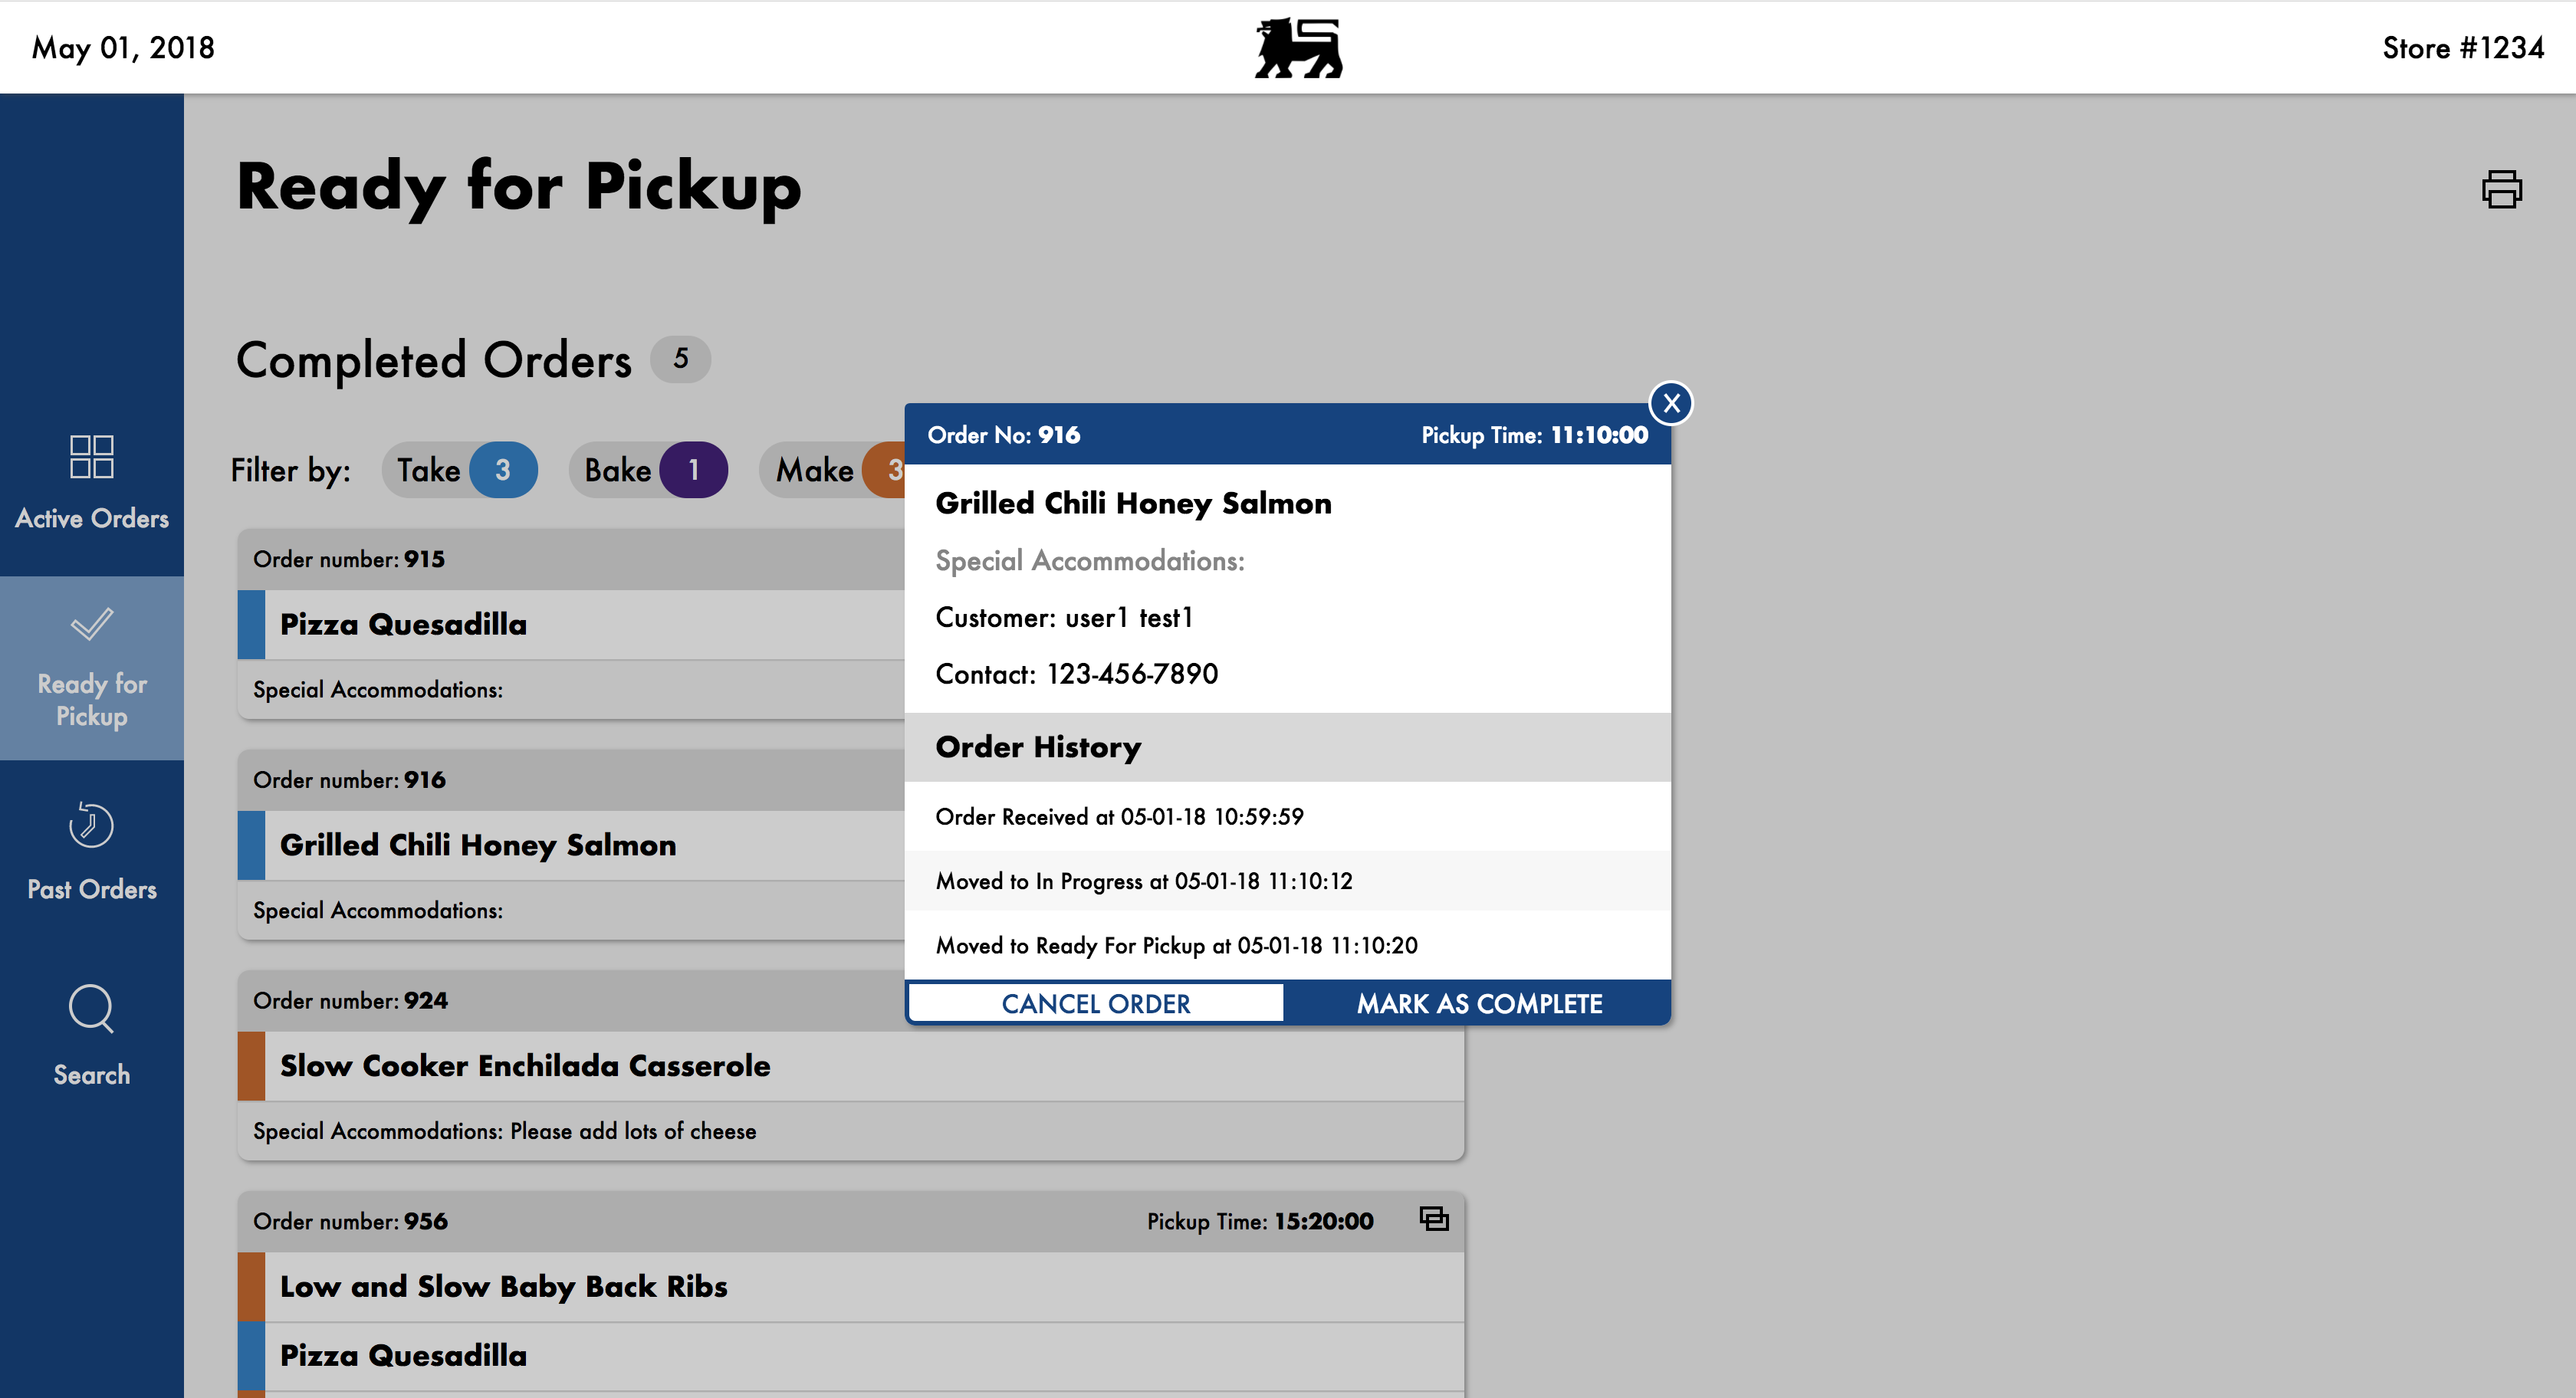 May 01, 2018
Store #1234
Ready for Pickup
Completed Orders 5
Filter by: Take 3 Bake 1 Make 3
Active Orders
Ready for
Pickup
Past Orders
Search
Order number: 915
Pizza Quesadilla
Special Accommodations:
Order number: 916
Grilled Chili Honey Salmon
Special Accommodations:
Order number: 924
Slow Cooker Enchilada Casserole
Special Accommodations: Please add lots of cheese
Order number: 956 Pickup Time: 15:20:00
Low and Slow Baby Back Ribs
Pizza Quesadilla
X
Order No: 916 Pickup Time: 11:10:00
Grilled Chili Honey Salmon
Special Accommodations:
Customer: user1 test1
Contact: 123-456-7890
Order History
Order Received at 05-01-18 10:59:59
Moved to In Progress at 05-01-18 11:10:12
Moved to Ready For Pickup at 05-01-18 11:10:20
CANCEL ORDER MARK AS COMPLETE